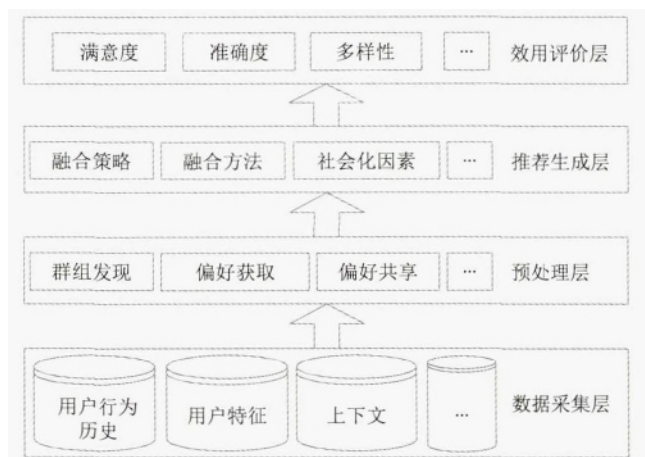 满意度 准确度 多样性 … 效用评价层
融合策略 融合方法 社会化因素 … 推荐生成层
群组发现 偏好获取 偏好共享 … 预处理层
用户行为
历史
用户特征 上下文 … 数据采集层